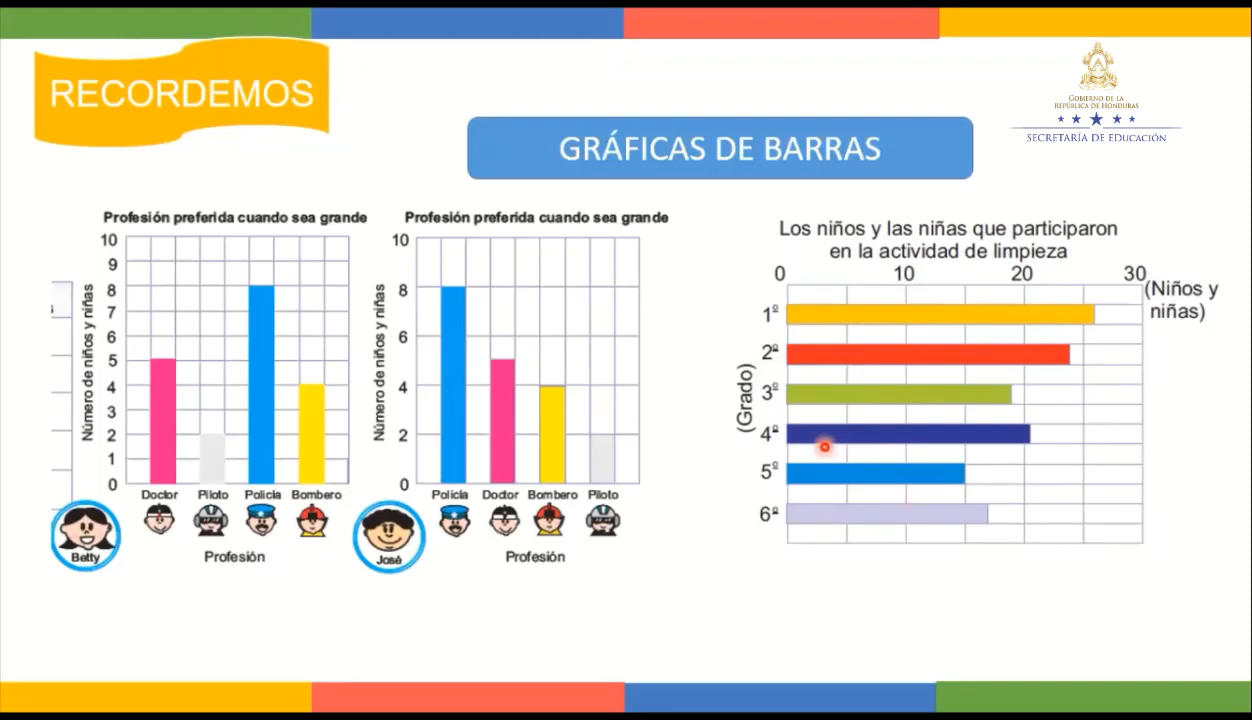 RECORDEMOS
GOBIERNO DE LA
REPÚBLICA DE HONDURAS
SECRETARÍA DE EDUCACIÓN
GRÁFICAS DE BARRAS
Profesión preferida cuando sea grande
Número de niños y niñas
10
9
8
7
6
5
4
3
2
1
0
Doctor Piloto Policía Bombero
Profesión
Betty
Profesión preferida cuando sea grande
Número de niños y niñas
10
8
6
4
2
0
Policía Doctor Bombero Piloto
Profesión
José
Los niños y las niñas que participaron
en la actividad de limpieza
0 10 20 30
(Niños y
niñas)
(Grado)
1º
2º
3º
4º
5º
6º
s